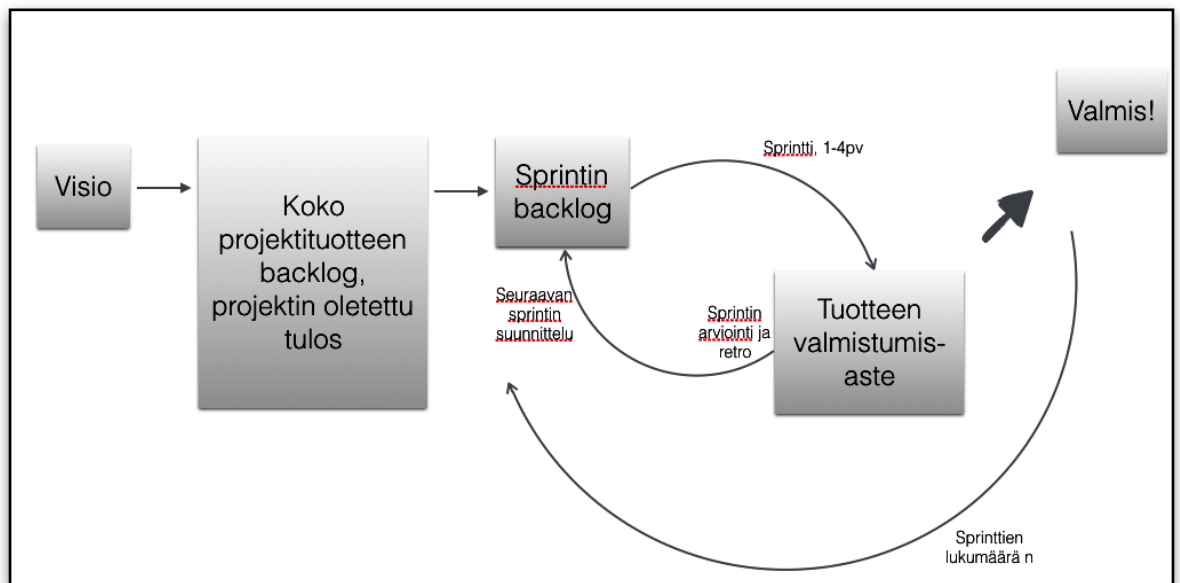 Visio
Koko
projektituotteen
backlog,
projektin oletettu
tulos
Sprintin
backlog
Sprintti, 1-4pv
Valmis!
Seuraavan
sprintin
suunnittelu
Sprintin
arviointi ja
retro
Tuotteen
valmistumis-
aste
Sprinttien
lukumäärä n